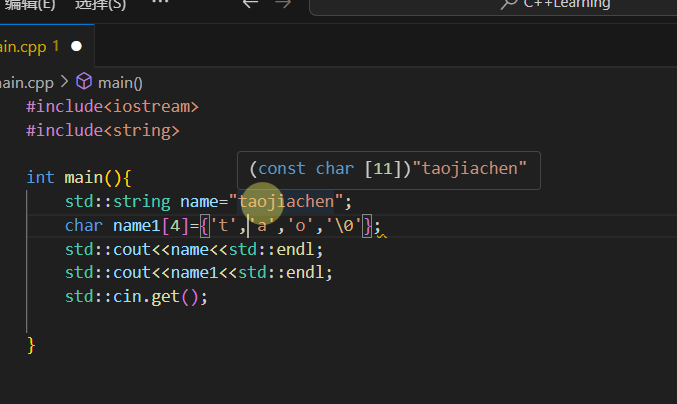 编辑(E) 选择(S) ··· ← → C++Learning
ain.cpp 1 ●
ain.cpp > main()
#include<iostream>
#include<string>
(const char [11])"taojiachen"
int main(){
std::string name="taojiachen";
char name1[4]={'t','a','o','\0'};
std::cout<<name<<std::endl;
std::cout<<name1<<std::endl;
std::cin.get();
}